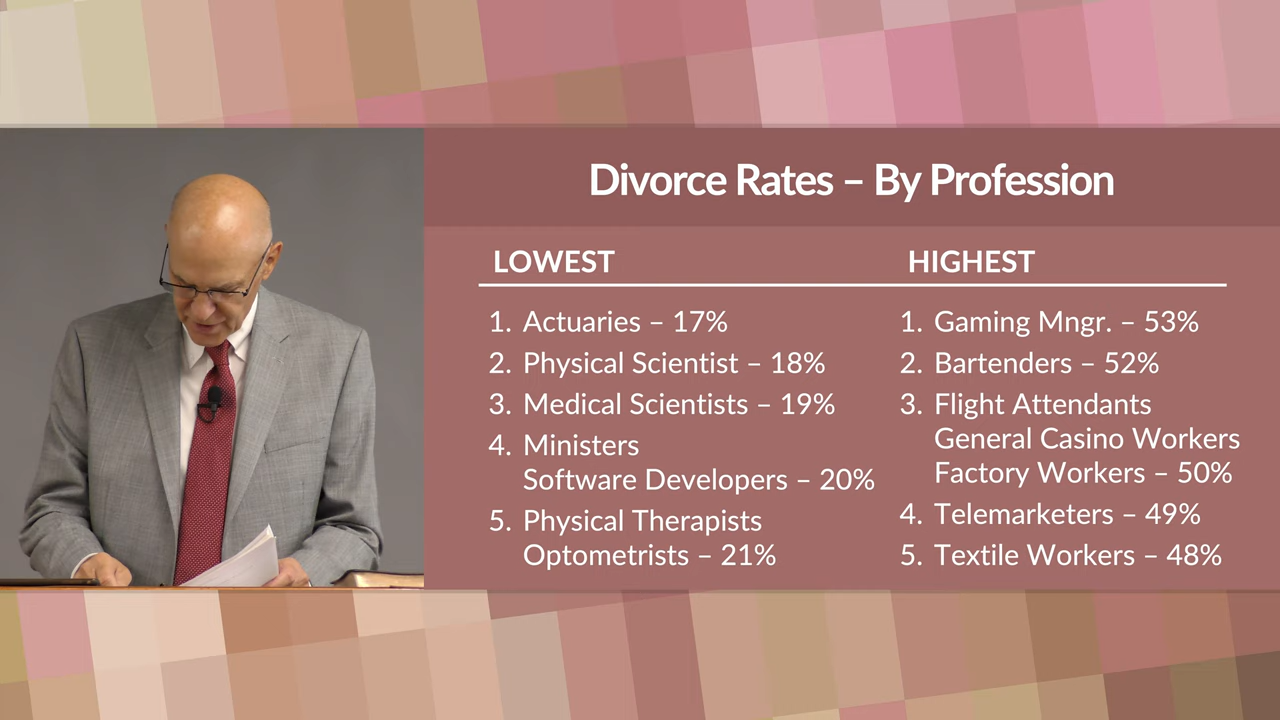 Divorce Rates – By Profession
LOWEST
1. Actuaries – 17%
2. Physical Scientist – 18%
3. Medical Scientists – 19%
4. Ministers
Software Developers – 20%
5. Physical Therapists
Optometrists – 21%
HIGHEST
1. Gaming Mngr. – 53%
2. Bartenders – 52%
3. Flight Attendants
General Casino Workers
Factory Workers – 50%
4. Telemarketers – 49%
5. Textile Workers – 48%